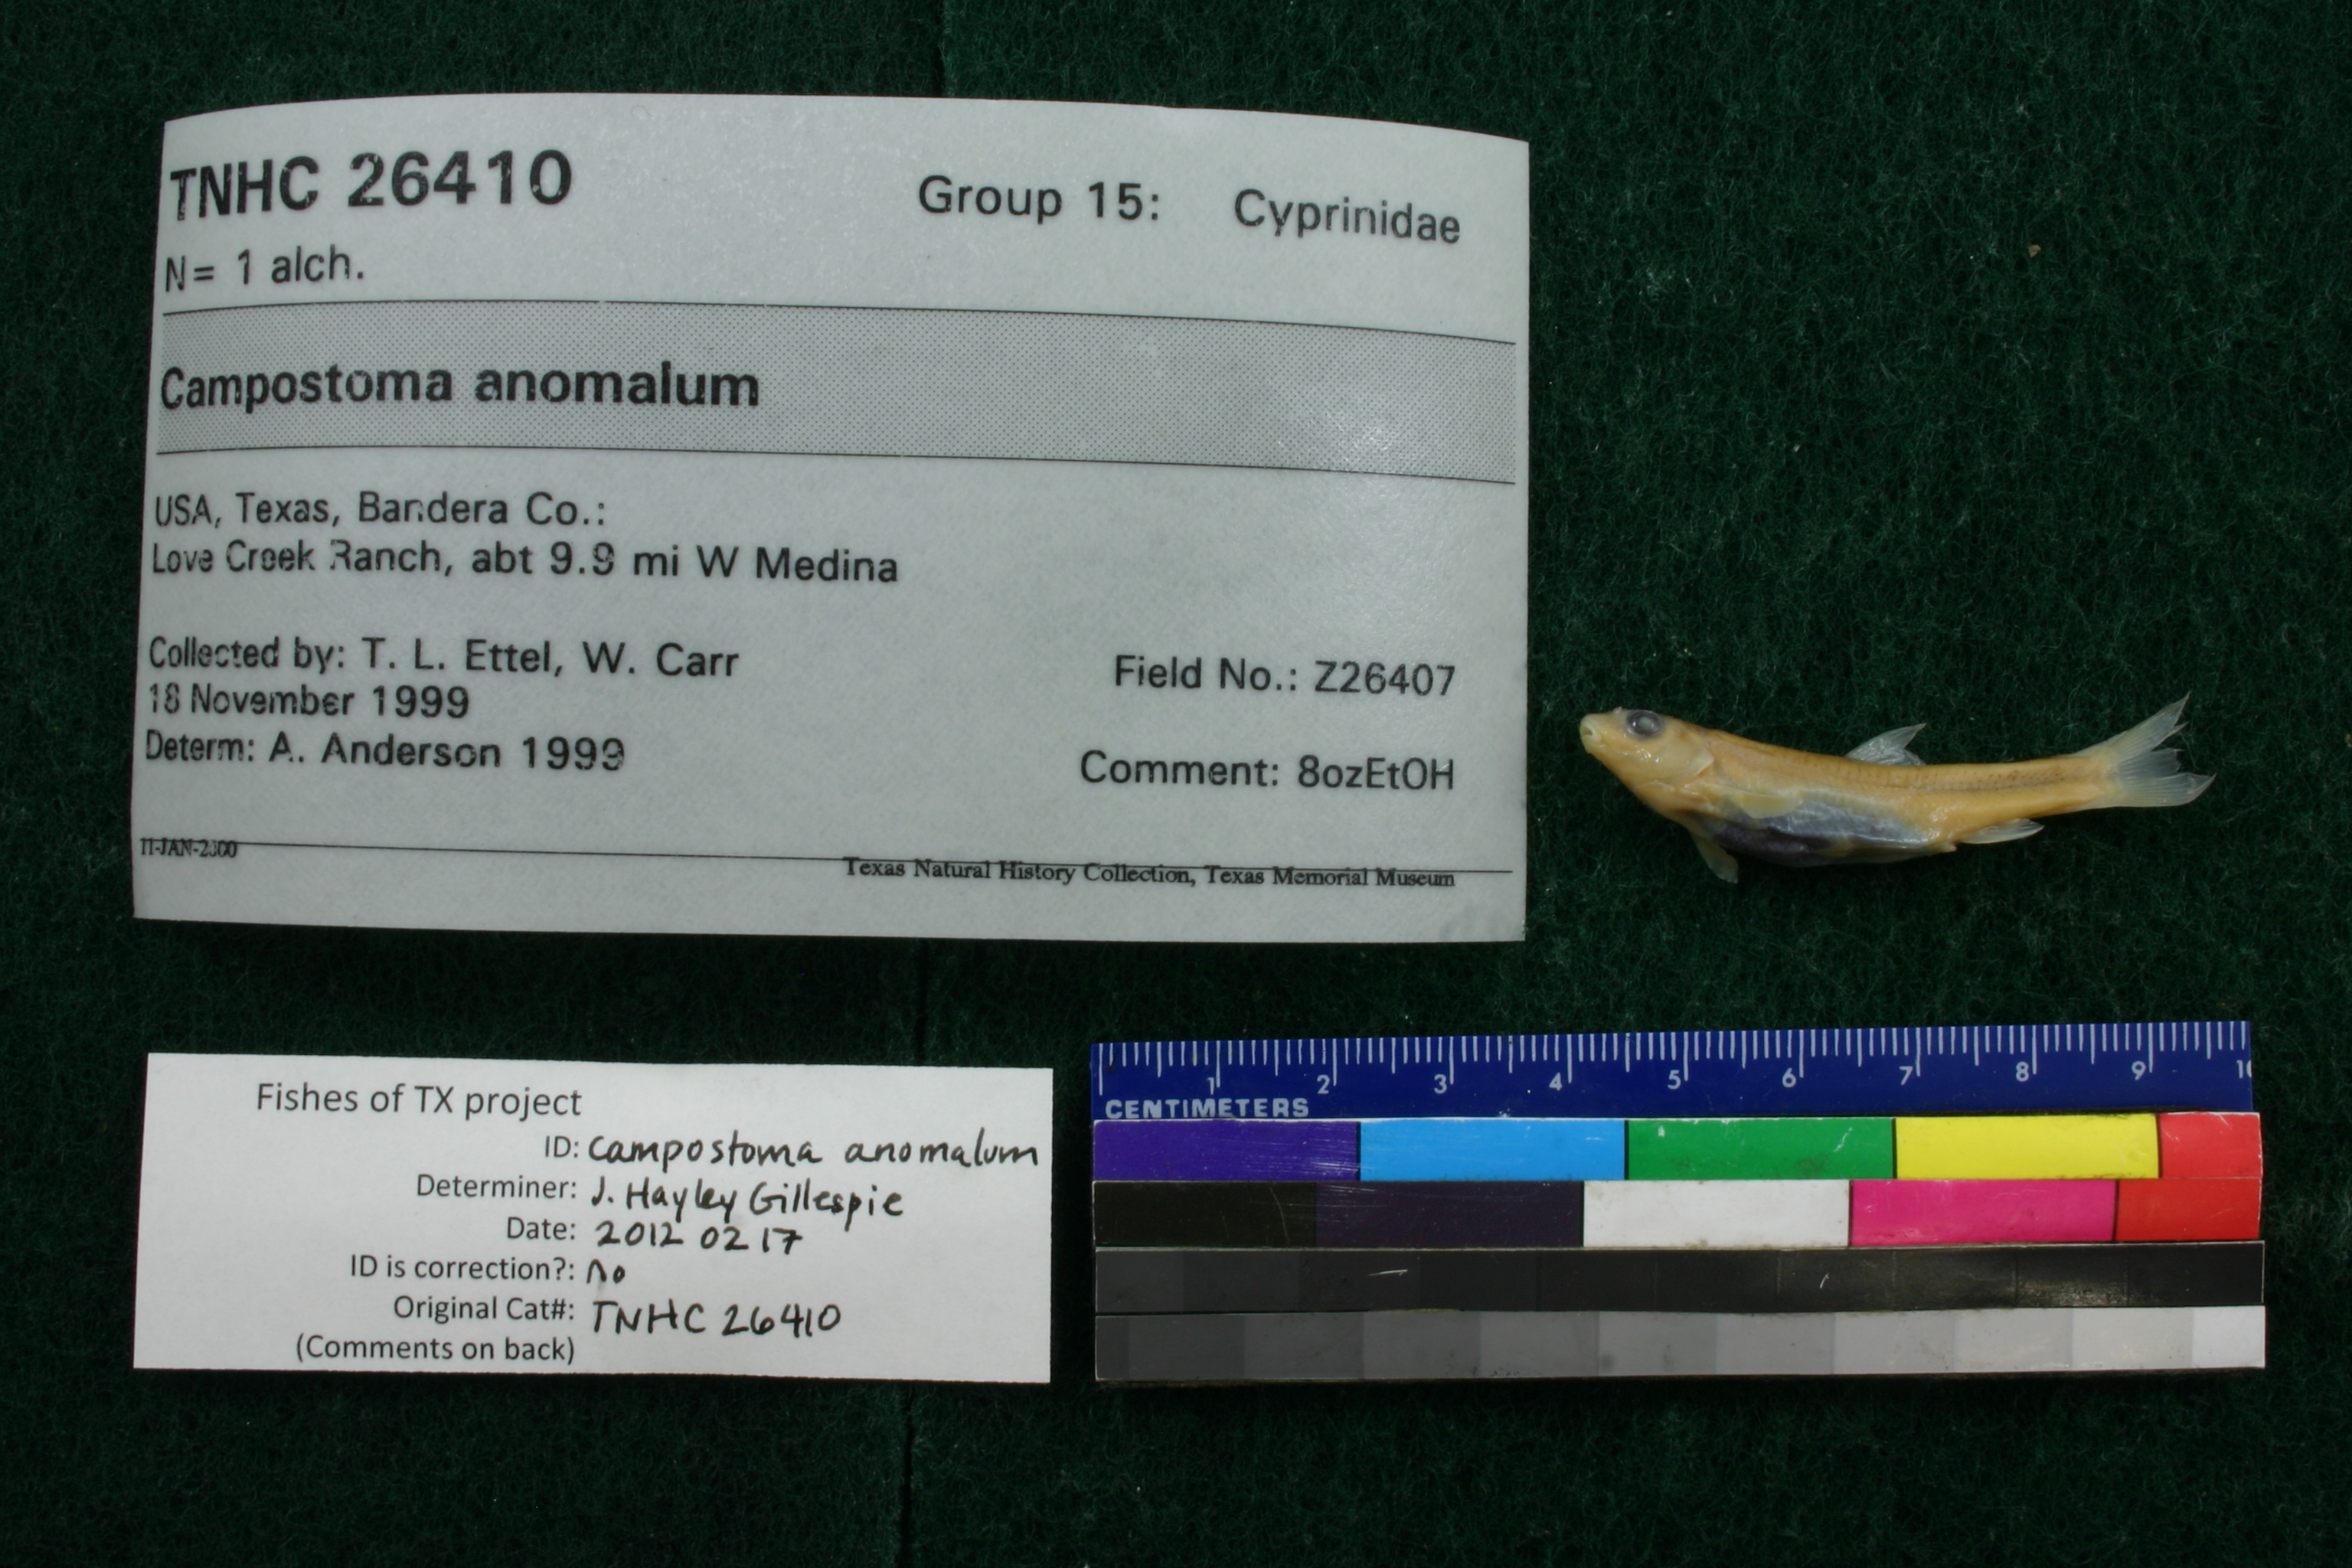 TNHC 26410 Group 15: Cyprinidae
N= 1 alch.
Campostoma anomalum
USA, Texas, Bandera Co.:
Love Creek Ranch, abt 9.9 mi W Medina
Collected by: T. L. Ettel, W. Carr Field No.: Z26407
18 November 1999
Determ: A. Anderson 1999 Comment: 8ozEtOH
11-JAN-2000
Texas Natural History Collection, Texas Memorial Museum
Fishes of TX project
ID: Campostoma anomalum
Determiner: J. Hayley Gillespie
Date: 2012 02 17
ID is correction?: no
Original Cat#: TNHC 26410
(Comments on back)
1 2 3 4 5 6 7 8 9 10
CENTIMETERS